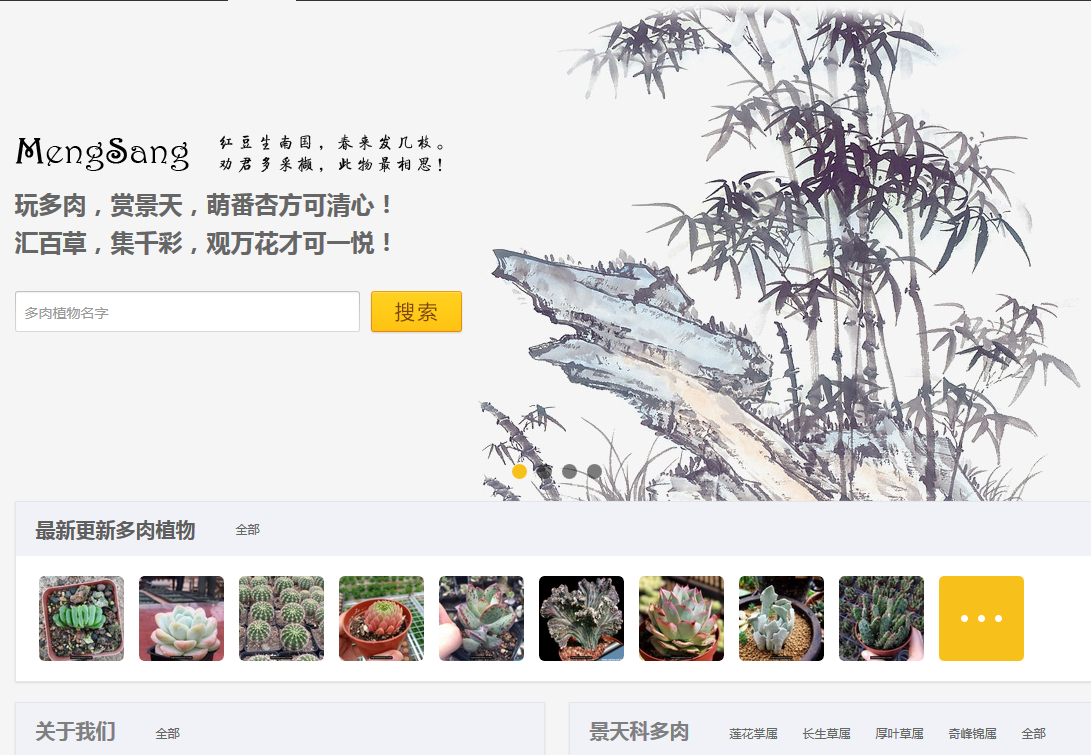 MengSang
红豆生南国，春来发几枝。
劝君多采撷，此物最相思！
玩多肉，赏景天，萌番杏方可清心！
汇百草，集千彩，观万花才可一悦！
多肉植物名字
搜索
最新更新多肉植物 全部
关于我们 全部
景天科多肉 莲花掌属 长生草属 厚叶草属 奇峰锦属 全部